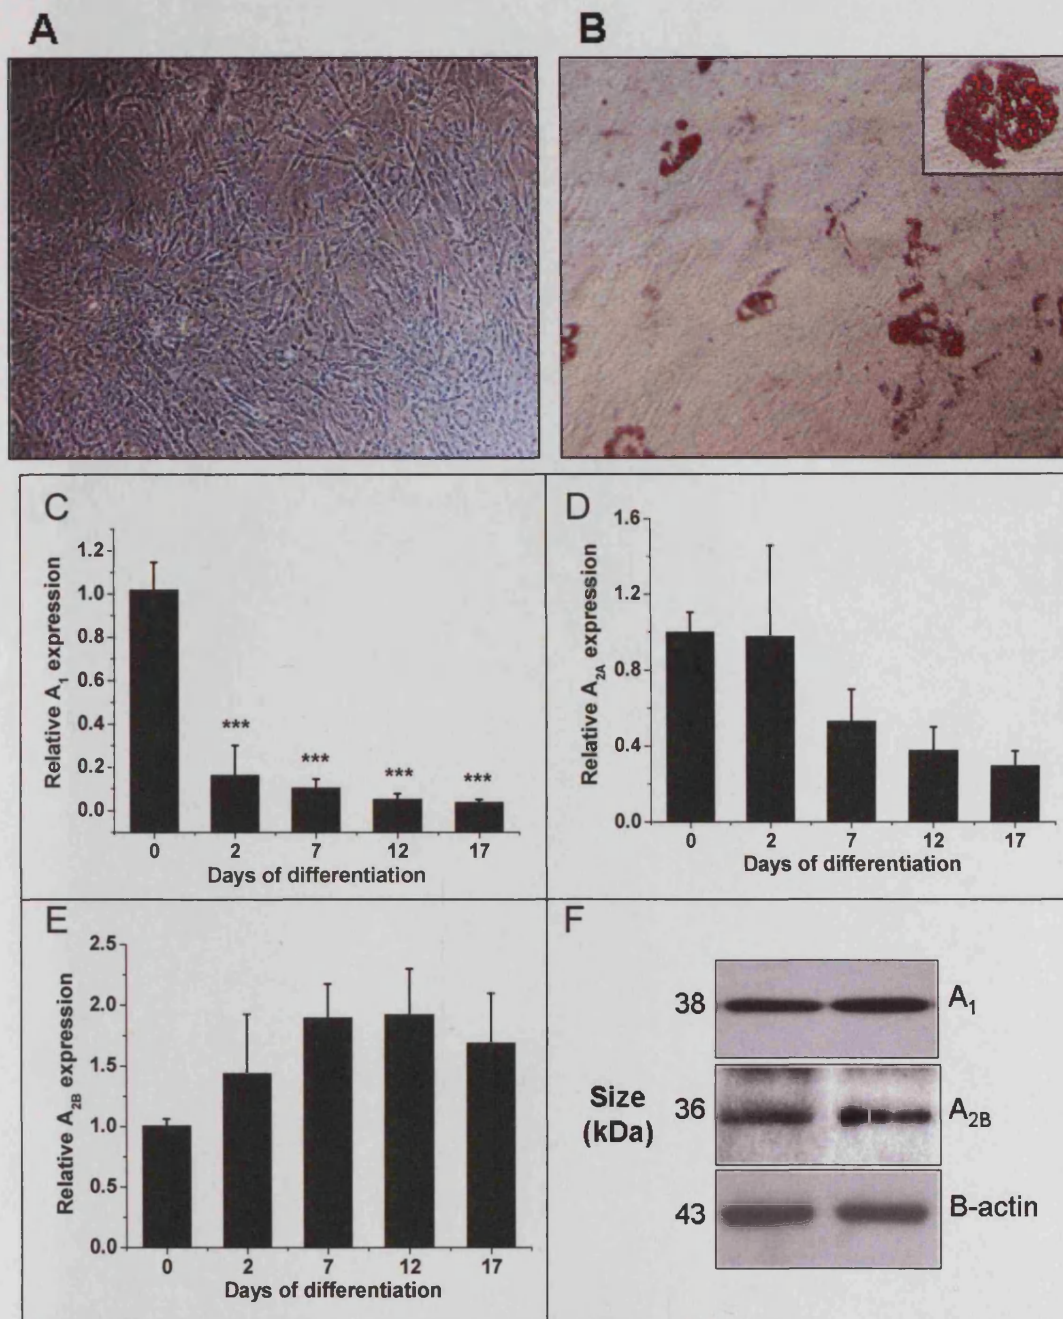 A
B
C
Relative A₁ expression
1.2
1.0
0.8
0.6
0.4
0.2
0.0
***
***
***
***
0
2
7
12
17
Days of differentiation
D
Relative A₂A expression
1.6
1.2
0.8
0.4
0.0
0
2
7
12
17
Days of differentiation
E
Relative A₂B expression
2.5
2.0
1.5
1.0
0.5
0.0
0
2
7
12
17
Days of differentiation
F
Size
(kDa)
38
A₁
36
A₂B
43
B-actin